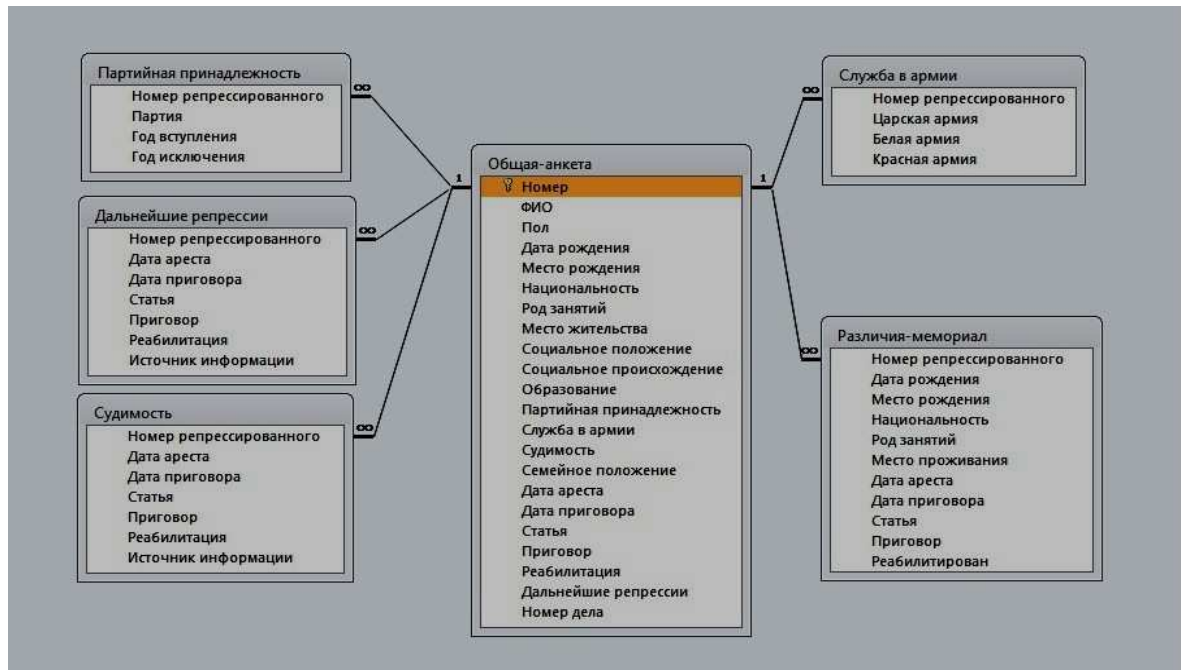 Партийная принадлежность
Номер репрессированного
Партия
Год вступления
Год исключения
∞
Дальнейшие репрессии
Номер репрессированного
Дата ареста
Дата приговора
Статья
Приговор
Реабилитация
Источник информации
∞
Судимость
Номер репрессированного
Дата ареста
Дата приговора
Статья
Приговор
Реабилитация
Источник информации
∞
1
Общая-анкета
Номер
ФИО
Пол
Дата рождения
Место рождения
Национальность
Род занятий
Место жительства
Социальное положение
Социальное происхождение
Образование
Партийная принадлежность
Служба в армии
Судимость
Семейное положение
Дата ареста
Дата приговора
Статья
Приговор
Реабилитация
Дальнейшие репрессии
Номер дела
1
∞
Служба в армии
Номер репрессированного
Царская армия
Белая армия
Красная армия
∞
Различия-мемориал
Номер репрессированного
Дата рождения
Место рождения
Национальность
Род занятий
Место проживания
Дата ареста
Дата приговора
Статья
Приговор
Реабилитирован